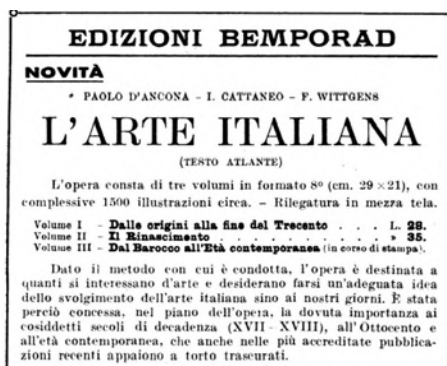 EDIZIONI BEMPORAD
NOVITÀ
* PAOLO D'ANCONA - I. CATTANEO - F. WITTGENS
L'ARTE ITALIANA
(TESTO ATLANTE)
L'opera consta di tre volumi in formato 8º (cm. 29 × 21), con
complessive 1500 illustrazioni circa. - Rilegatura in mezza tela.
Volume I - Dalle origini alla fine del Trecento . . . L. 28.
Volume II - Il Rinascimento . . . . . . . . . » 35.
Volume III - Dal Barocco all'Età contemporanea (in corso di stampa).
Dato il metodo con cui è condotta, l'opera è destinata a
quanti si interessano d'arte e desiderano farsi un'adeguata idea
dello svolgimento dell'arte italiana sino ai nostri giorni. È stata
perciò concessa, nel piano dell'opera, la dovuta importanza ai
cosiddetti secoli di decadenza (XVII - XVIII), all'Ottocento e
all'età contemporanea, che anche nelle più accreditate pubblica-
zioni recenti appaiono a torto trascurati.